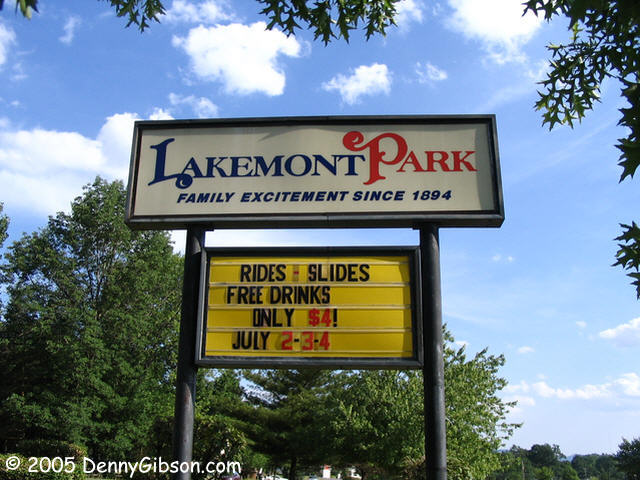 LAKEMONT PARK
FAMILY EXCITEMENT SINCE 1894
RIDES - SLIDES
FREE DRINKS
ONLY $4!
JULY 2-3-4
© 2005 DennyGibson.com